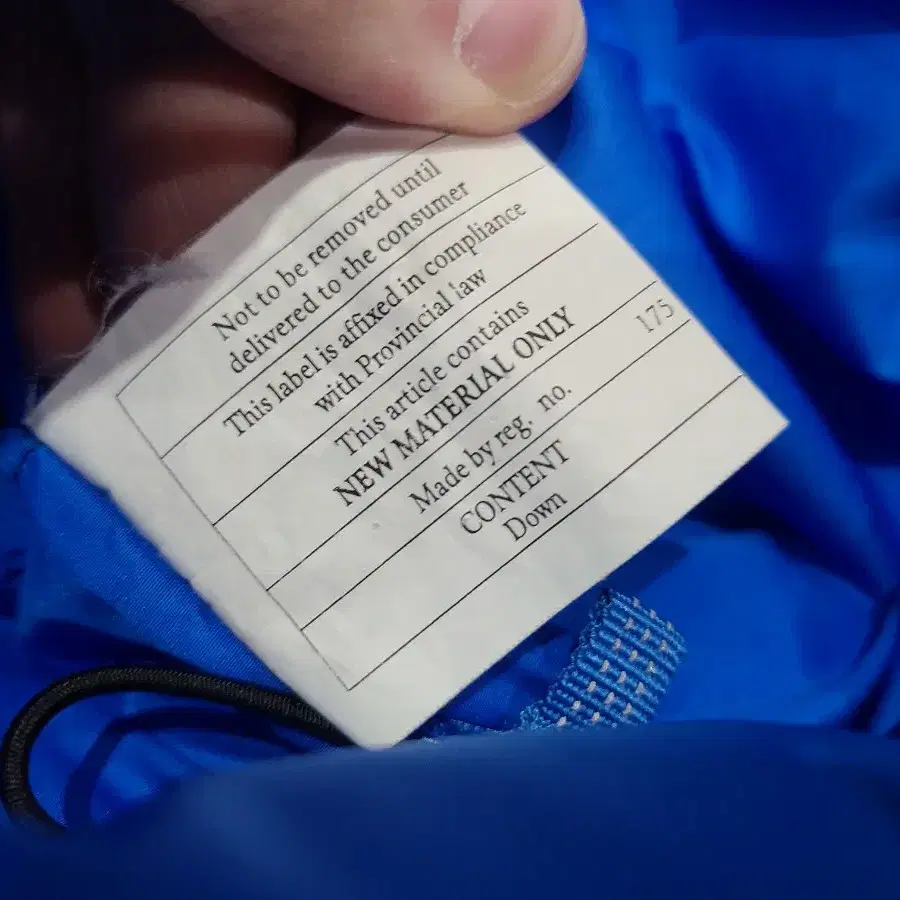 Not to be removed until
delivered to the consumer
This label is affixed in compliance
with Provincial law
This article contains
NEW MATERIAL ONLY
Made by reg. no. 175
CONTENT
Down